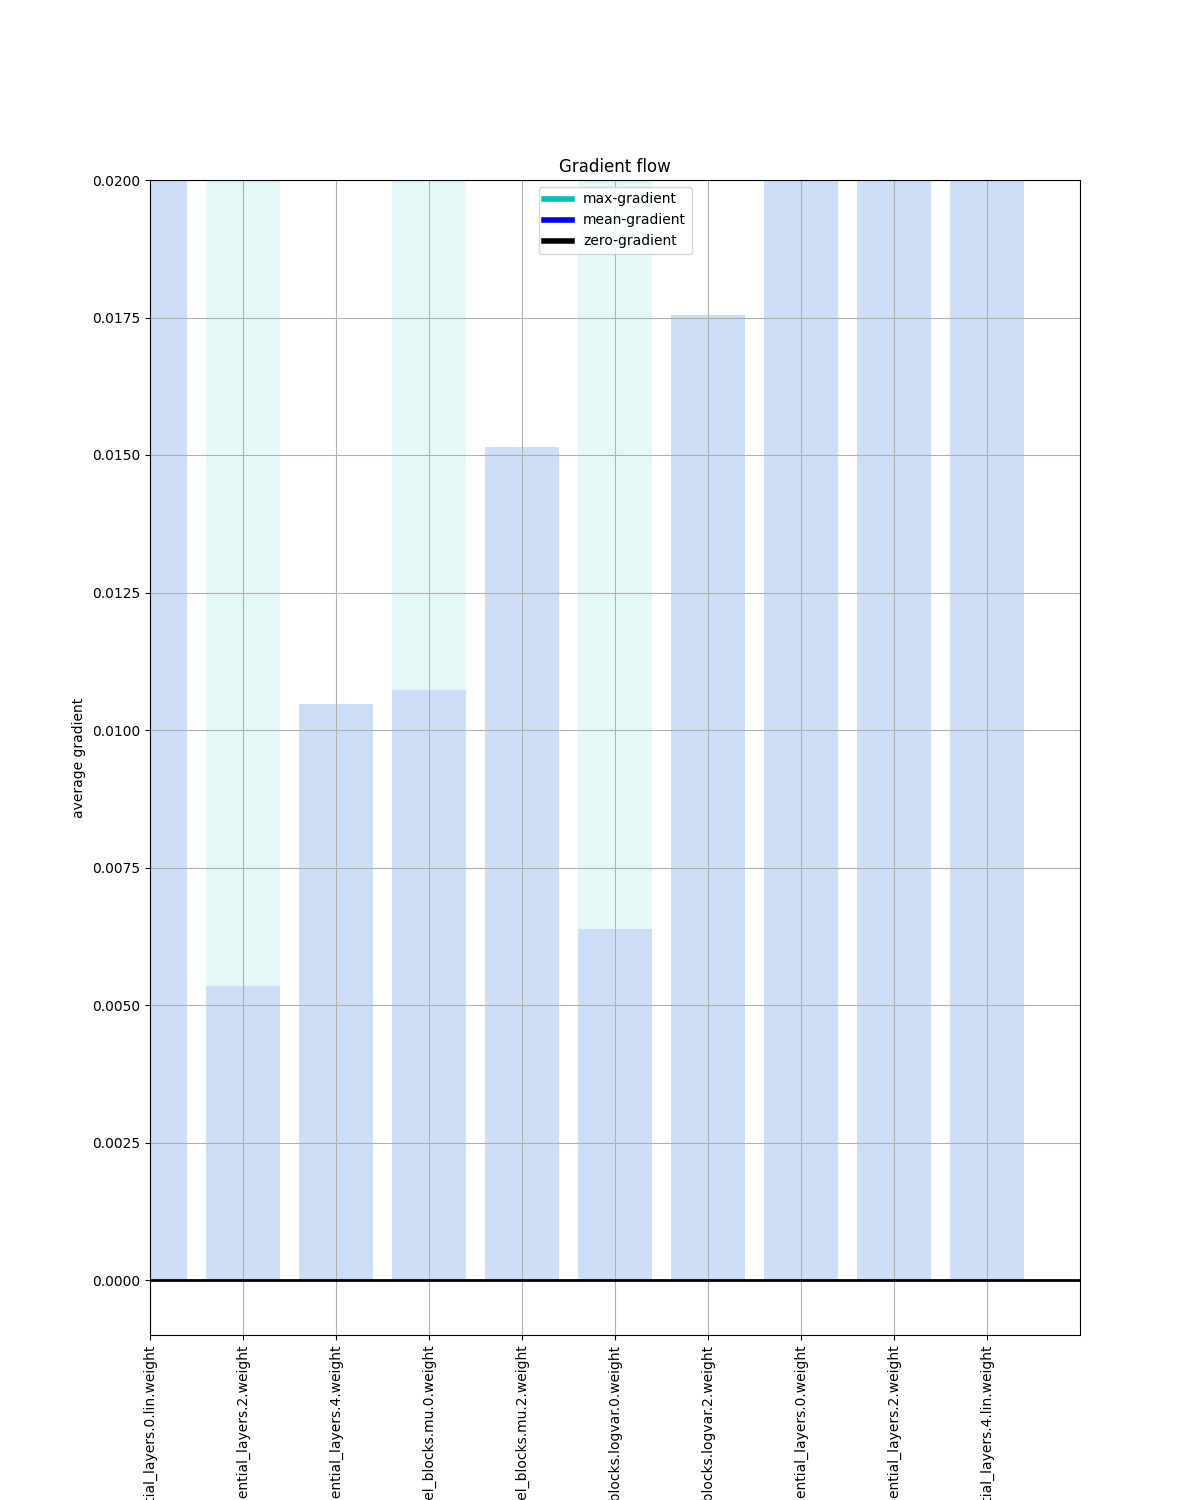 Gradient flow
max-gradient
mean-gradient
zero-gradient
average gradient
0.0200
0.0175
0.0150
0.0125
0.0100
0.0075
0.0050
0.0025
0.0000
tial_layers.0.lin.weight
ential_layers.2.weight
ential_layers.4.weight
el_blocks.mu.0.weight
el_blocks.mu.2.weight
blocks.logvar.0.weight
blocks.logvar.2.weight
ential_layers.0.weight
ential_layers.2.weight
tial_layers.4.lin.weight